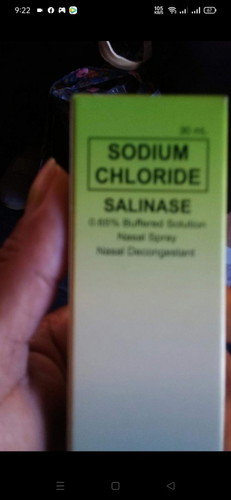 9:22
30 mL
SODIUM
CHLORIDE
SALINASE
0.65% Buffered Solution
Nasal Spray
Nasal Decongestant